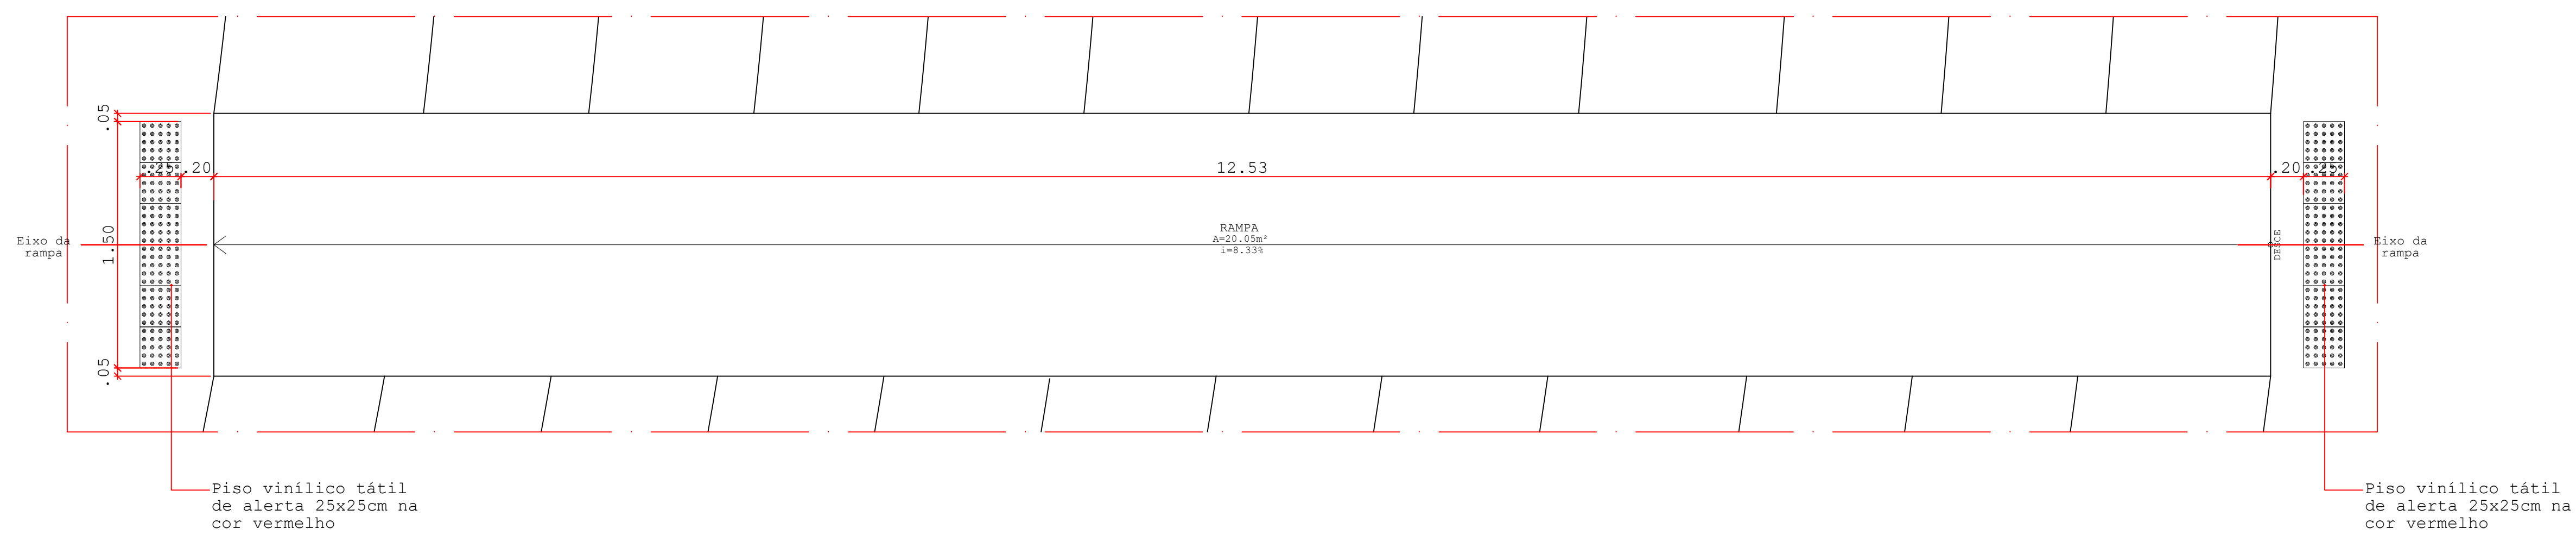 .05
.25
.20
12.53
.20
.25
RAMPA
A=20.05m²
i=8.33%
Eixo da
rampa
1.50
DESCE
Eixo da
rampa
.05
Piso vinílico tátil
de alerta 25x25cm na
cor vermelho
Piso vinílico tátil
de alerta 25x25cm na
cor vermelho